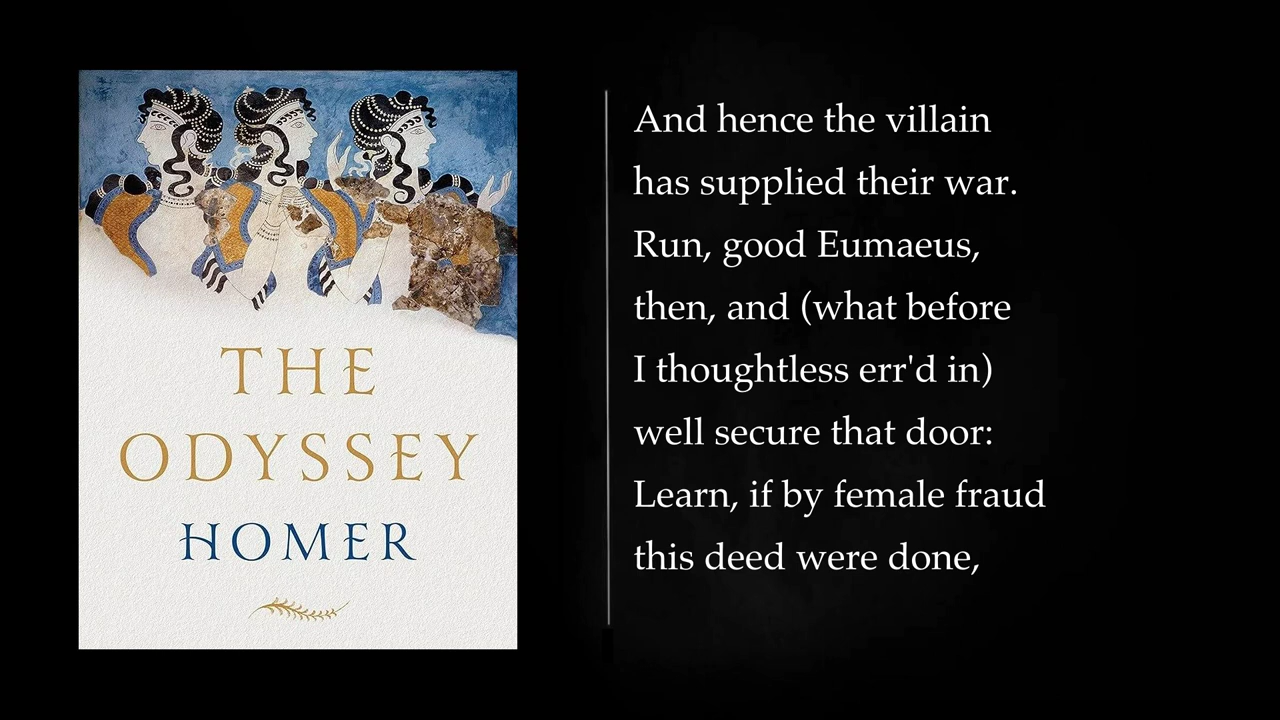 THE
ODYSSEY
HOMER
And hence the villain
has supplied their war.
Run, good Eumaeus,
then, and (what before
I thoughtless err'd in)
well secure that door:
Learn, if by female fraud
this deed were done,